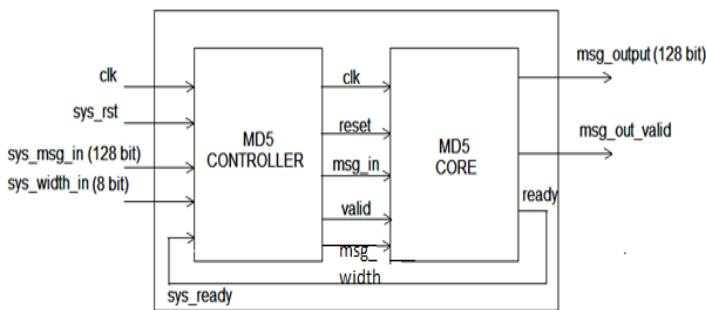 clk
sys_rst
sys_msg_in (128 bit)
sys_width_in (8 bit)
sys_ready
MD5
CONTROLLER
clk
reset
msg_in
valid
msg_
width
MD5
CORE
ready
msg_output (128 bit)
msg_out_valid